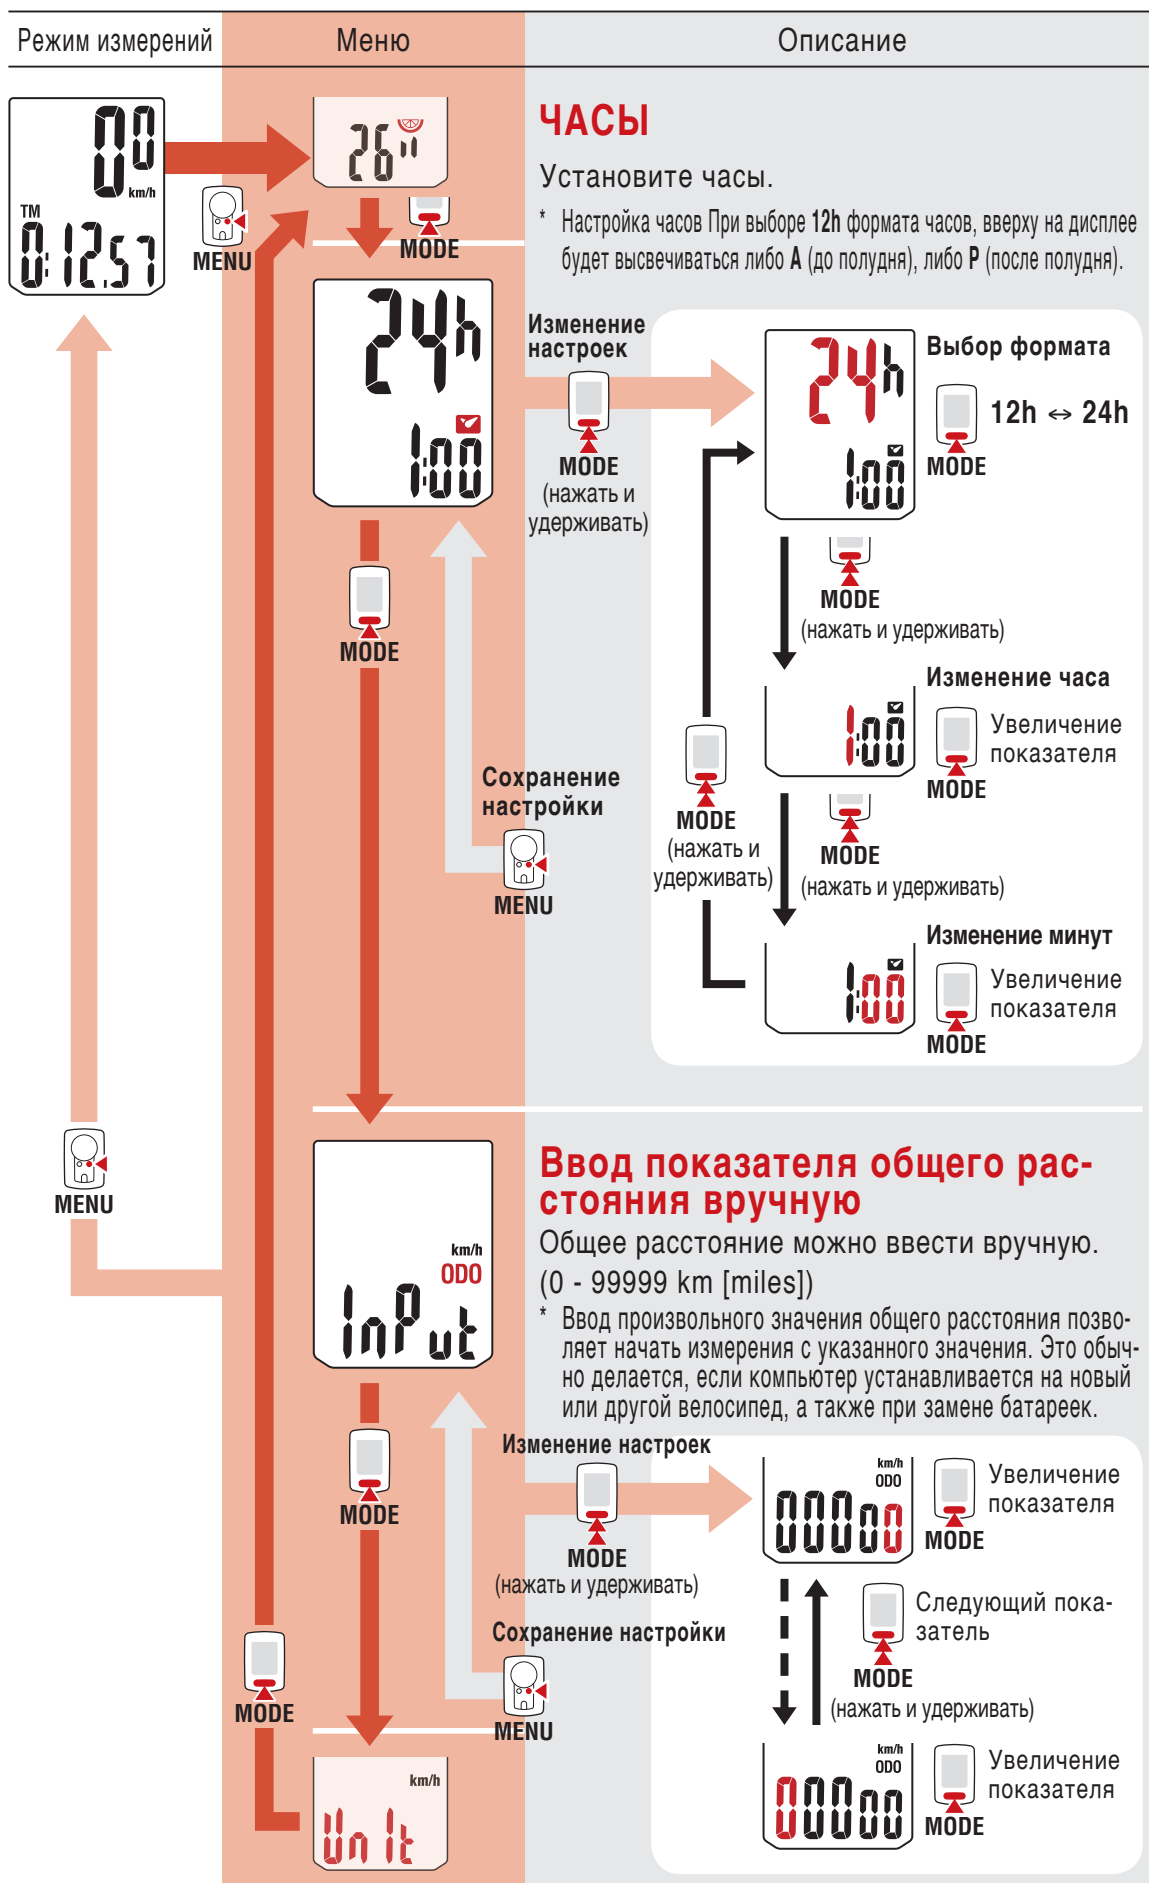 Режим измерений
Меню
Описание
km/h
TM
0:12.57
MENU
26"
MODE
ЧАСЫ
Установите часы.
* Настройка часов При выборе 12h формата часов, вверху на дисплее
будет высвечиваться либо A (до полудня), либо P (после полудня).
24h
1:00
Изменение
настроек
MODE
(нажать и
удерживать)
24h
1:00
Выбор формата
12h ⇔ 24h
MODE
MODE
(нажать и удерживать)
MODE
Изменение часа
1:00
Увеличение
показателя
MODE
Сохранение
настройки
MENU
MODE
(нажать и
удерживать)
MODE
(нажать и удерживать)
Изменение минут
1:00
Увеличение
показателя
MODE
MENU
km/h
ODO
InPut
Ввод показателя общего рас-
стояния вручную
Общее расстояние можно ввести вручную.
(0 - 99999 km [miles])
* Ввод произвольного значения общего расстояния позво-
ляет начать измерения с указанного значения. Это обыч-
но делается, если компьютер устанавливается на новый
или другой велосипед, а также при замене батареек.
MODE
Изменение настроек
MODE
(нажать и удерживать)
km/h
ODO
00000
Увеличение
показателя
MODE
Следующий пока-
затель
MODE
(нажать и удерживать)
Сохранение настройки
MENU
MODE
km/h
Unit
km/h
ODO
00000
Увеличение
показателя
MODE